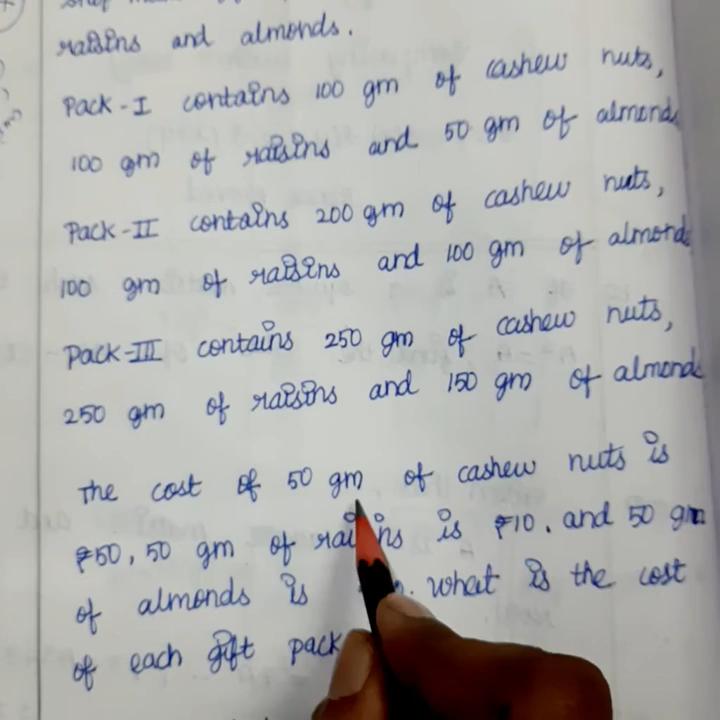 raisins and almonds.
Pack-I contains 100 gm of cashew nuts,
100 gm of raisins and 50 gm of almonds
Pack-II contains 200 gm of cashew nuts,
100 gm of raisins and 100 gm of almonds
Pack-III contains 250 gm of cashew nuts,
250 gm of raisins and 150 gm of almonds
The cost of 50 gm of cashew nuts is
₹50, 50 gm of raisins is ₹10. and 50 gm
of almonds is what is the cost
of each gift pack